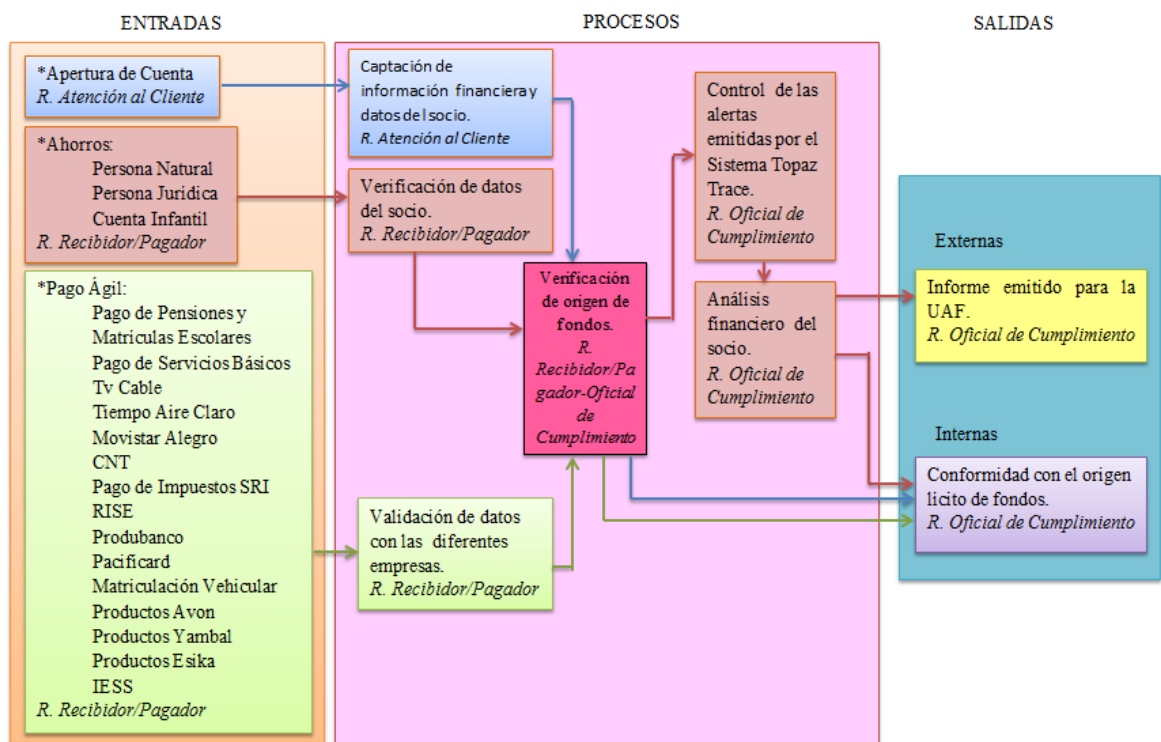 ENTRADAS
PROCESOS
SALIDAS
*Apertura de Cuenta
R. Atención al Cliente
*Ahorros:
Persona Natural
Persona Juridica
Cuenta Infantil
R. Recibidor/Pagador
*Pago Ágil:
Pago de Pensiones y
Matriculas Escolares
Pago de Servicios Básicos
Tv Cable
Tiempo Aire Claro
Movistar Alegro
CNT
Pago de Impuestos SRI
RISE
Produbanco
Pacificard
Matriculación Vehicular
Productos Avon
Productos Yambal
Productos Esika
IESS
R. Recibidor/Pagador
Captación de
información financiera y
datos del socio.
R. Atención al Cliente
Verificación de datos
del socio.
R. Recibidor/Pagador
Verificación
de origen de
fondos.
R.
Recibidor/Pa
gador-Oficial
de
Cumplimiento
Validación de datos
con las diferentes
empresas.
R. Recibidor/Pagador
Control de las
alertas
emitidas por el
Sistema Topaz
Trace.
R. Oficial de
Cumplimiento
Análisis
financiero del
socio.
R. Oficial de
Cumplimiento
Externas
Informe emitido para la
UAF.
R. Oficial de Cumplimiento
Internas
Conformidad con el origen
licito de fondos.
R. Oficial de Cumplimiento